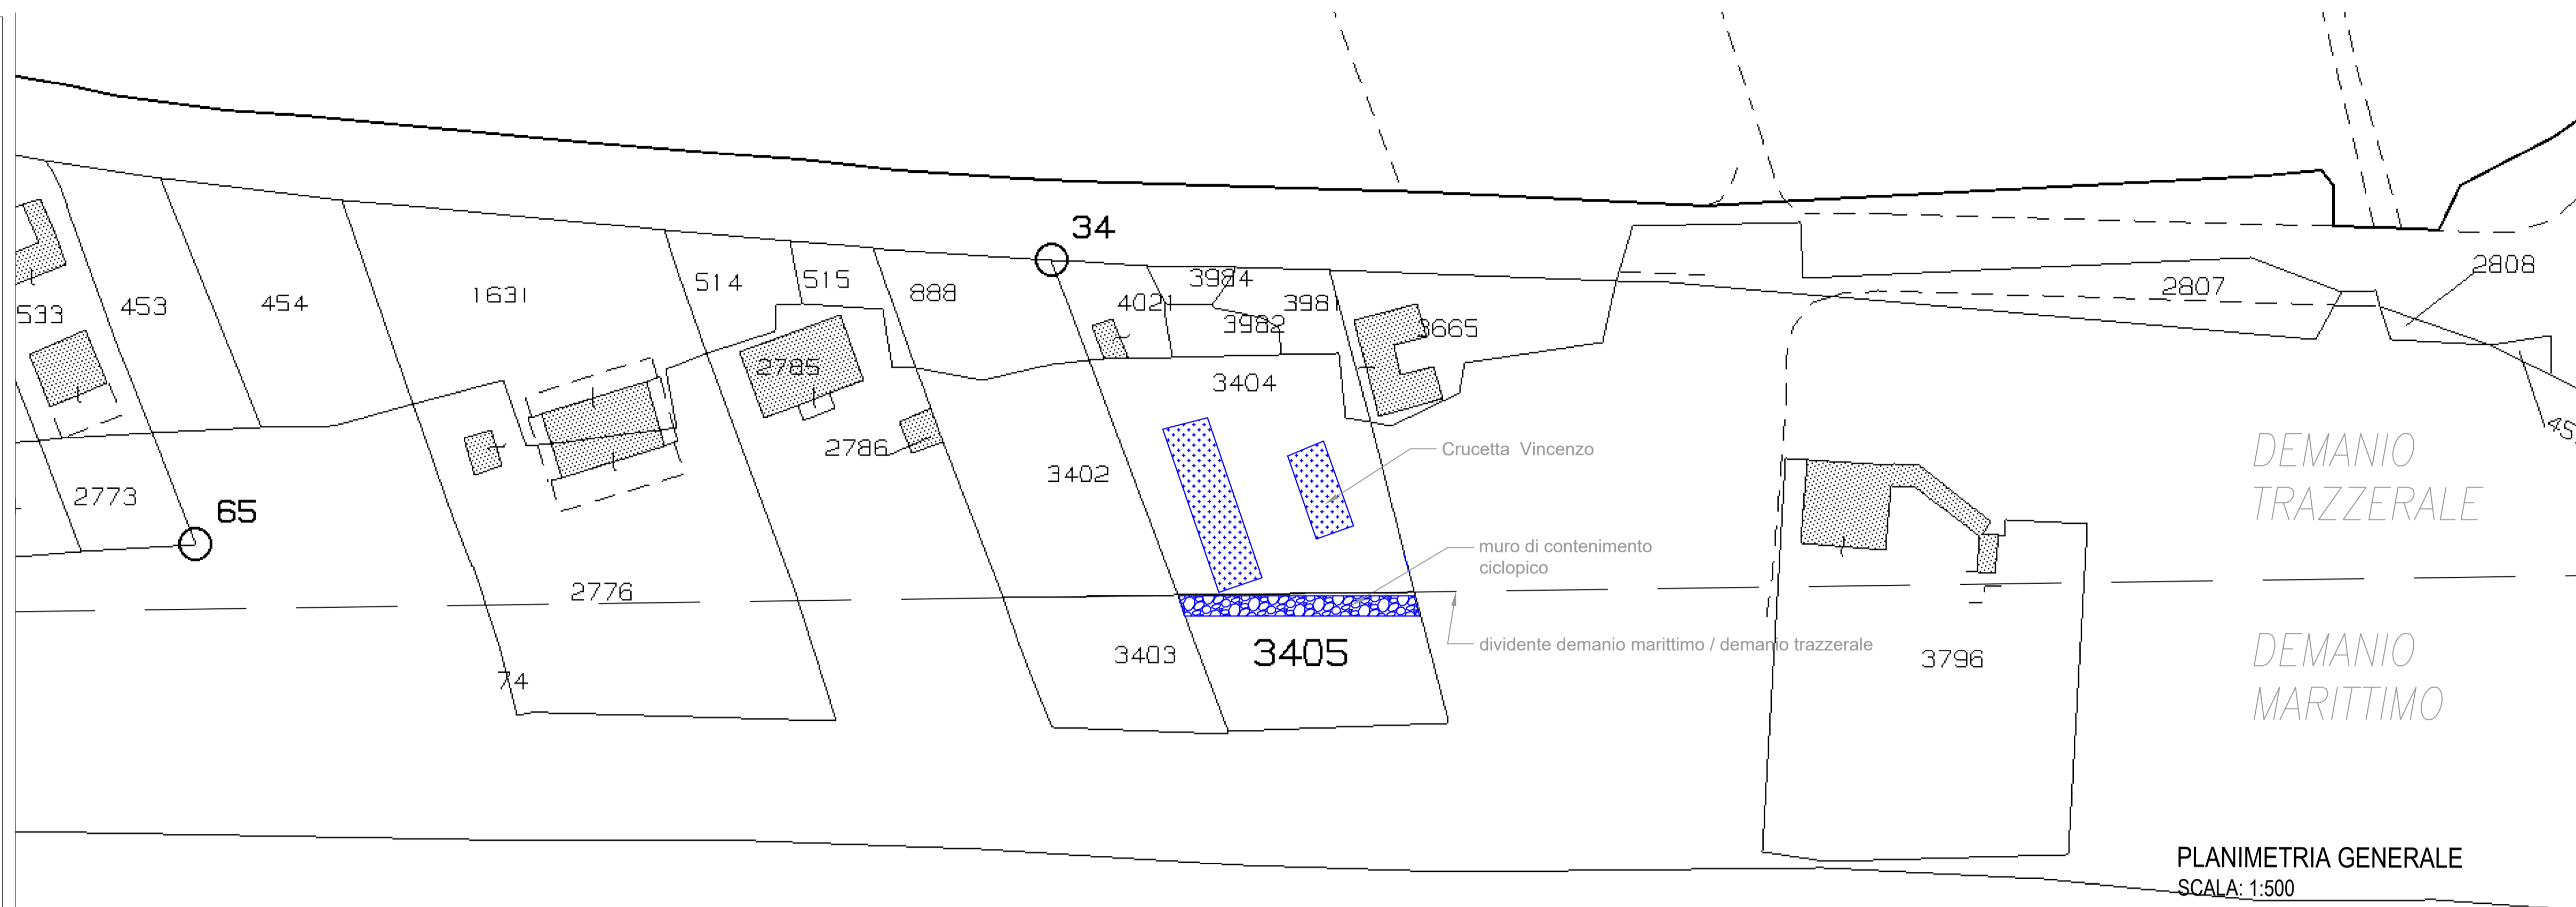 34
3984
2808
514
515
2807
888
1631
4021
3981
453
454
533
3982
3665
2785
3404
DEMANIO
TRAZZERALE
2786
Crucetta Vincenzo
3402
2773
65
muro di contenimento
ciclopico
2776
3403
3405
dividente demanio marittimo / demanio trazzerale
3796
DEMANIO
MARITTIMO
74
PLANIMETRIA GENERALE
SCALA: 1:500